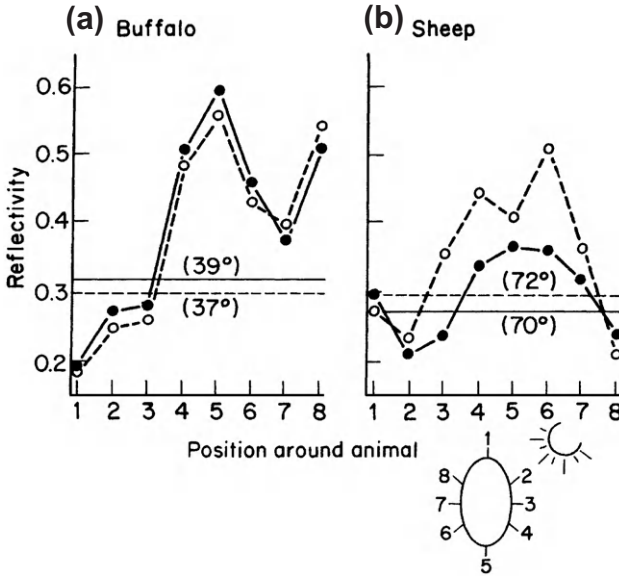 (a) Buffalo
(b) Sheep
Reflectivity
0.6
0.5
0.4
0.3
0.2
(39°)
(37°)
(72°)
(70°)
1 2 3 4 5 6 7 8
1 2 3 4 5 6 7 8
Position around animal
1
8 2
7 3
6 4
5